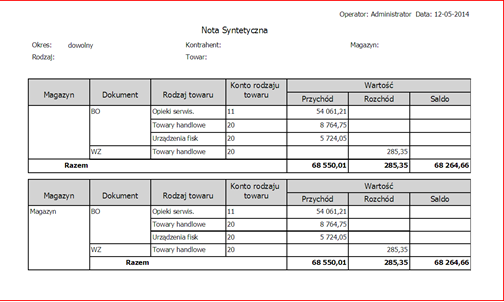 Operator: Administrator Data: 12-05-2014
Nota Syntetyczna
Okres: dowolny Kontrahent: Magazyn:
Rodzaj: Towar:
Magazyn Dokument Rodzaj towaru Konto rodzaju towaru Wartość
Przychód Rozchód Saldo
BO Opieki serwis. 11 54 061,21
Towary handlowe 20 8 764,75
Urządzenia fisk 20 5 724,05
WZ Towary handlowe 20 285,35
Razem 68 550,01 285,35 68 264,66
Magazyn Dokument Rodzaj towaru Konto rodzaju towaru Wartość
Przychód Rozchód Saldo
Magazyn BO Opieki serwis. 11 54 061,21
Towary handlowe 20 8 764,75
Urządzenia fisk 20 5 724,05
WZ Towary handlowe 20 285,35
Razem 68 550,01 285,35 68 264,66